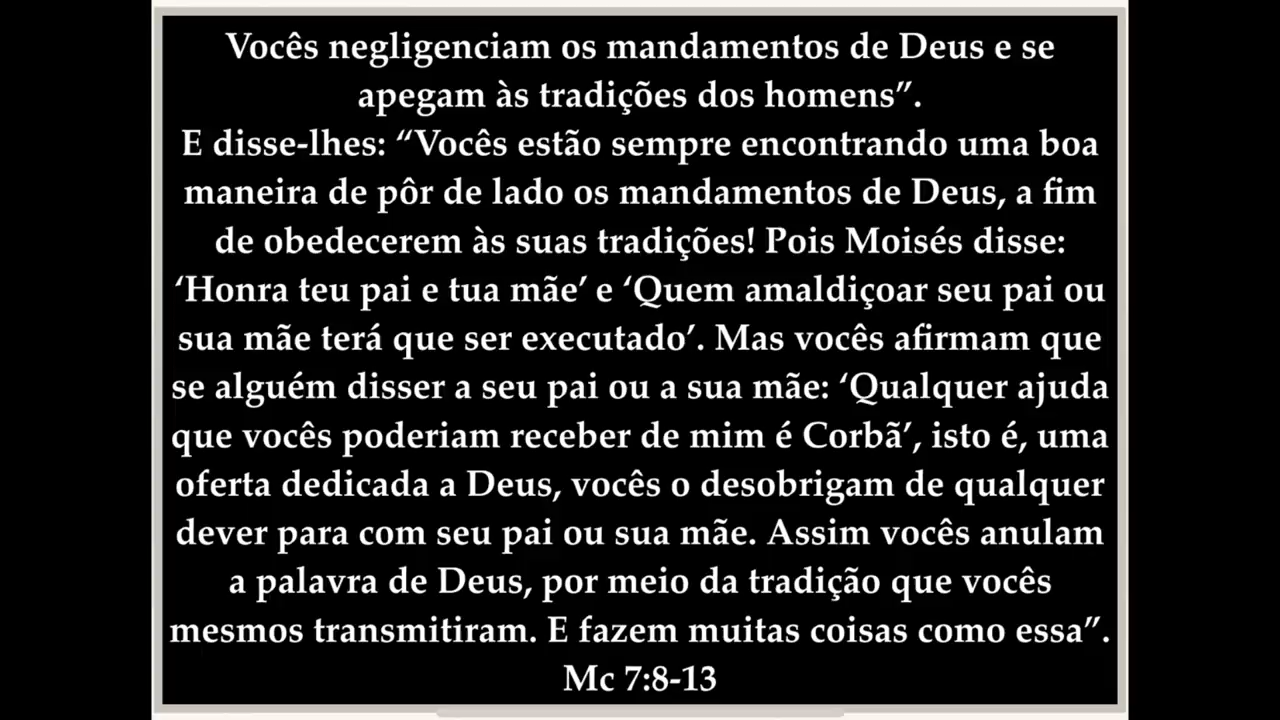 Vocês negligenciam os mandamentos de Deus e se
apegam às tradições dos homens”.
E disse-lhes: “Vocês estão sempre encontrando uma boa
maneira de pôr de lado os mandamentos de Deus, a fim
de obedecerem às suas tradições! Pois Moisés disse:
‘Honra teu pai e tua mãe’ e ‘Quem amaldiçoar seu pai ou
sua mãe terá que ser executado’. Mas vocês afirmam que
se alguém disser a seu pai ou a sua mãe: ‘Qualquer ajuda
que vocês poderiam receber de mim é Corbã’, isto é, uma
oferta dedicada a Deus, vocês o desobrigam de qualquer
dever para com seu pai ou sua mãe. Assim vocês anulam
a palavra de Deus, por meio da tradição que vocês
mesmos transmitiram. E fazem muitas coisas como essa”.
Mc 7:8-13